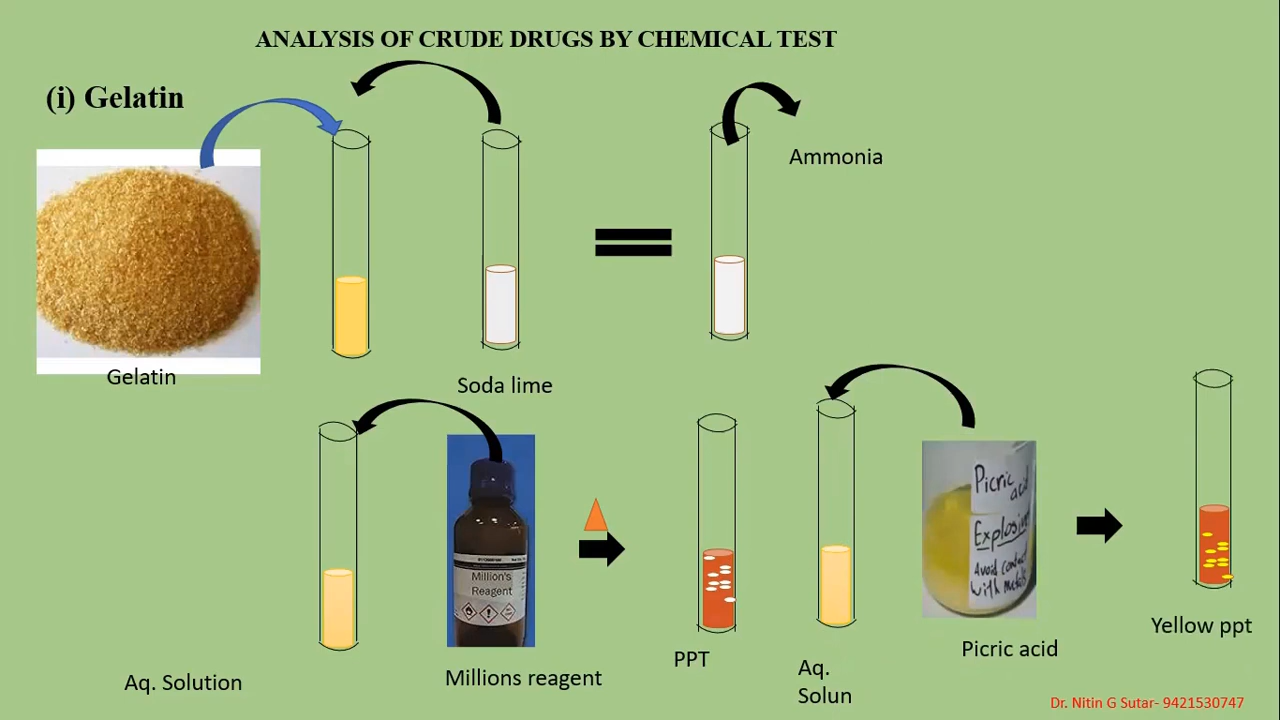 ANALYSIS OF CRUDE DRUGS BY CHEMICAL TEST
(i) Gelatin
Ammonia
Gelatin
Soda lime
Million's
Reagent
Picric
acid
Explosive
Avoid contact
with metals
Aq. Solution
Millions reagent
PPT
Aq.
Solun
Picric acid
Yellow ppt
Dr. Nitin G Sutar- 9421530747